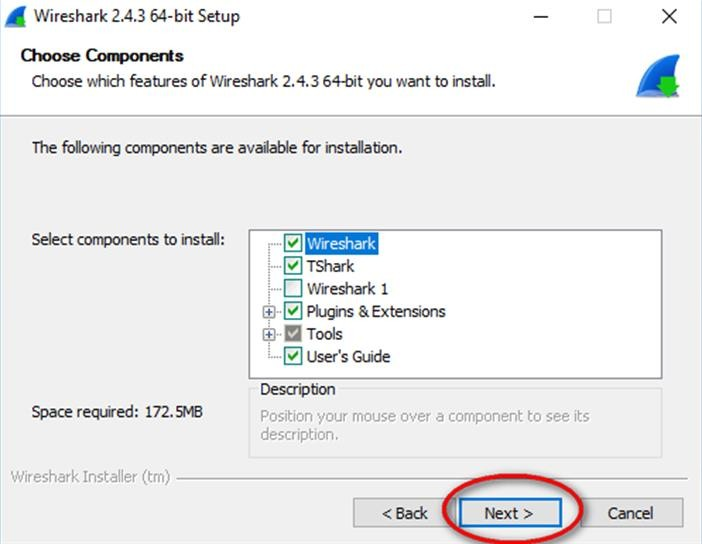 Wireshark 2.4.3 64-bit Setup
Choose Components
Choose which features of Wireshark 2.4.3 64-bit you want to install.
The following components are available for installation.
Select components to install:
Wireshark
TShark
Wireshark 1
Plugins & Extensions
Tools
User's Guide
Space required: 172.5MB
Description
Position your mouse over a component to see its
description.
Wireshark Installer (tm)
< Back
Next >
Cancel